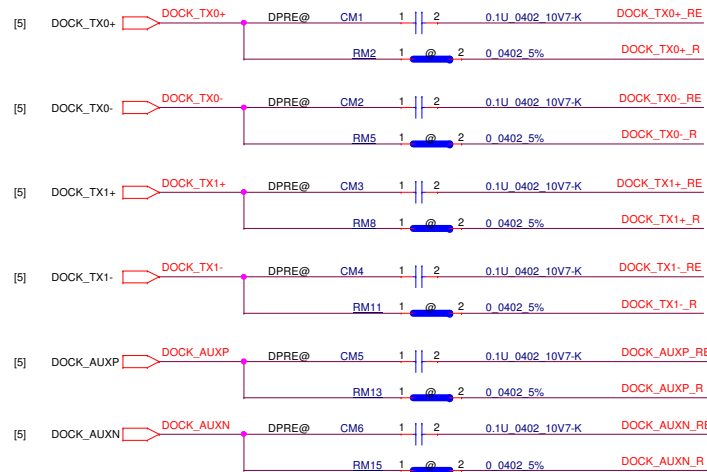 [5] DOCK_TX0+ DOCK_TX0+ DPRE@ CM1 1 2 0.1U_0402_10V7-K DOCK_TX0+_RE
RM2 1 @ 2 0_0402_5% DOCK_TX0+_R
[5] DOCK_TX0- DOCK_TX0- DPRE@ CM2 1 2 0.1U_0402_10V7-K DOCK_TX0-_RE
RM5 1 @ 2 0_0402_5% DOCK_TX0-_R
[5] DOCK_TX1+ DOCK_TX1+ DPRE@ CM3 1 2 0.1U_0402_10V7-K DOCK_TX1+_RE
RM8 1 @ 2 0_0402_5% DOCK_TX1+_R
[5] DOCK_TX1- DOCK_TX1- DPRE@ CM4 1 2 0.1U_0402_10V7-K DOCK_TX1-_RE
RM11 1 @ 2 0_0402_5% DOCK_TX1-_R
[5] DOCK_AUXP DOCK_AUXP DPRE@ CM5 1 2 0.1U_0402_10V7-K DOCK_AUXP_RE
RM13 1 @ 2 0_0402_5% DOCK_AUXP_R
[5] DOCK_AUXN DOCK_AUXN DPRE@ CM6 1 2 0.1U_0402_10V7-K DOCK_AUXN_RE
RM15 1 @ 2 0_0402_5% DOCK_AUXN_R